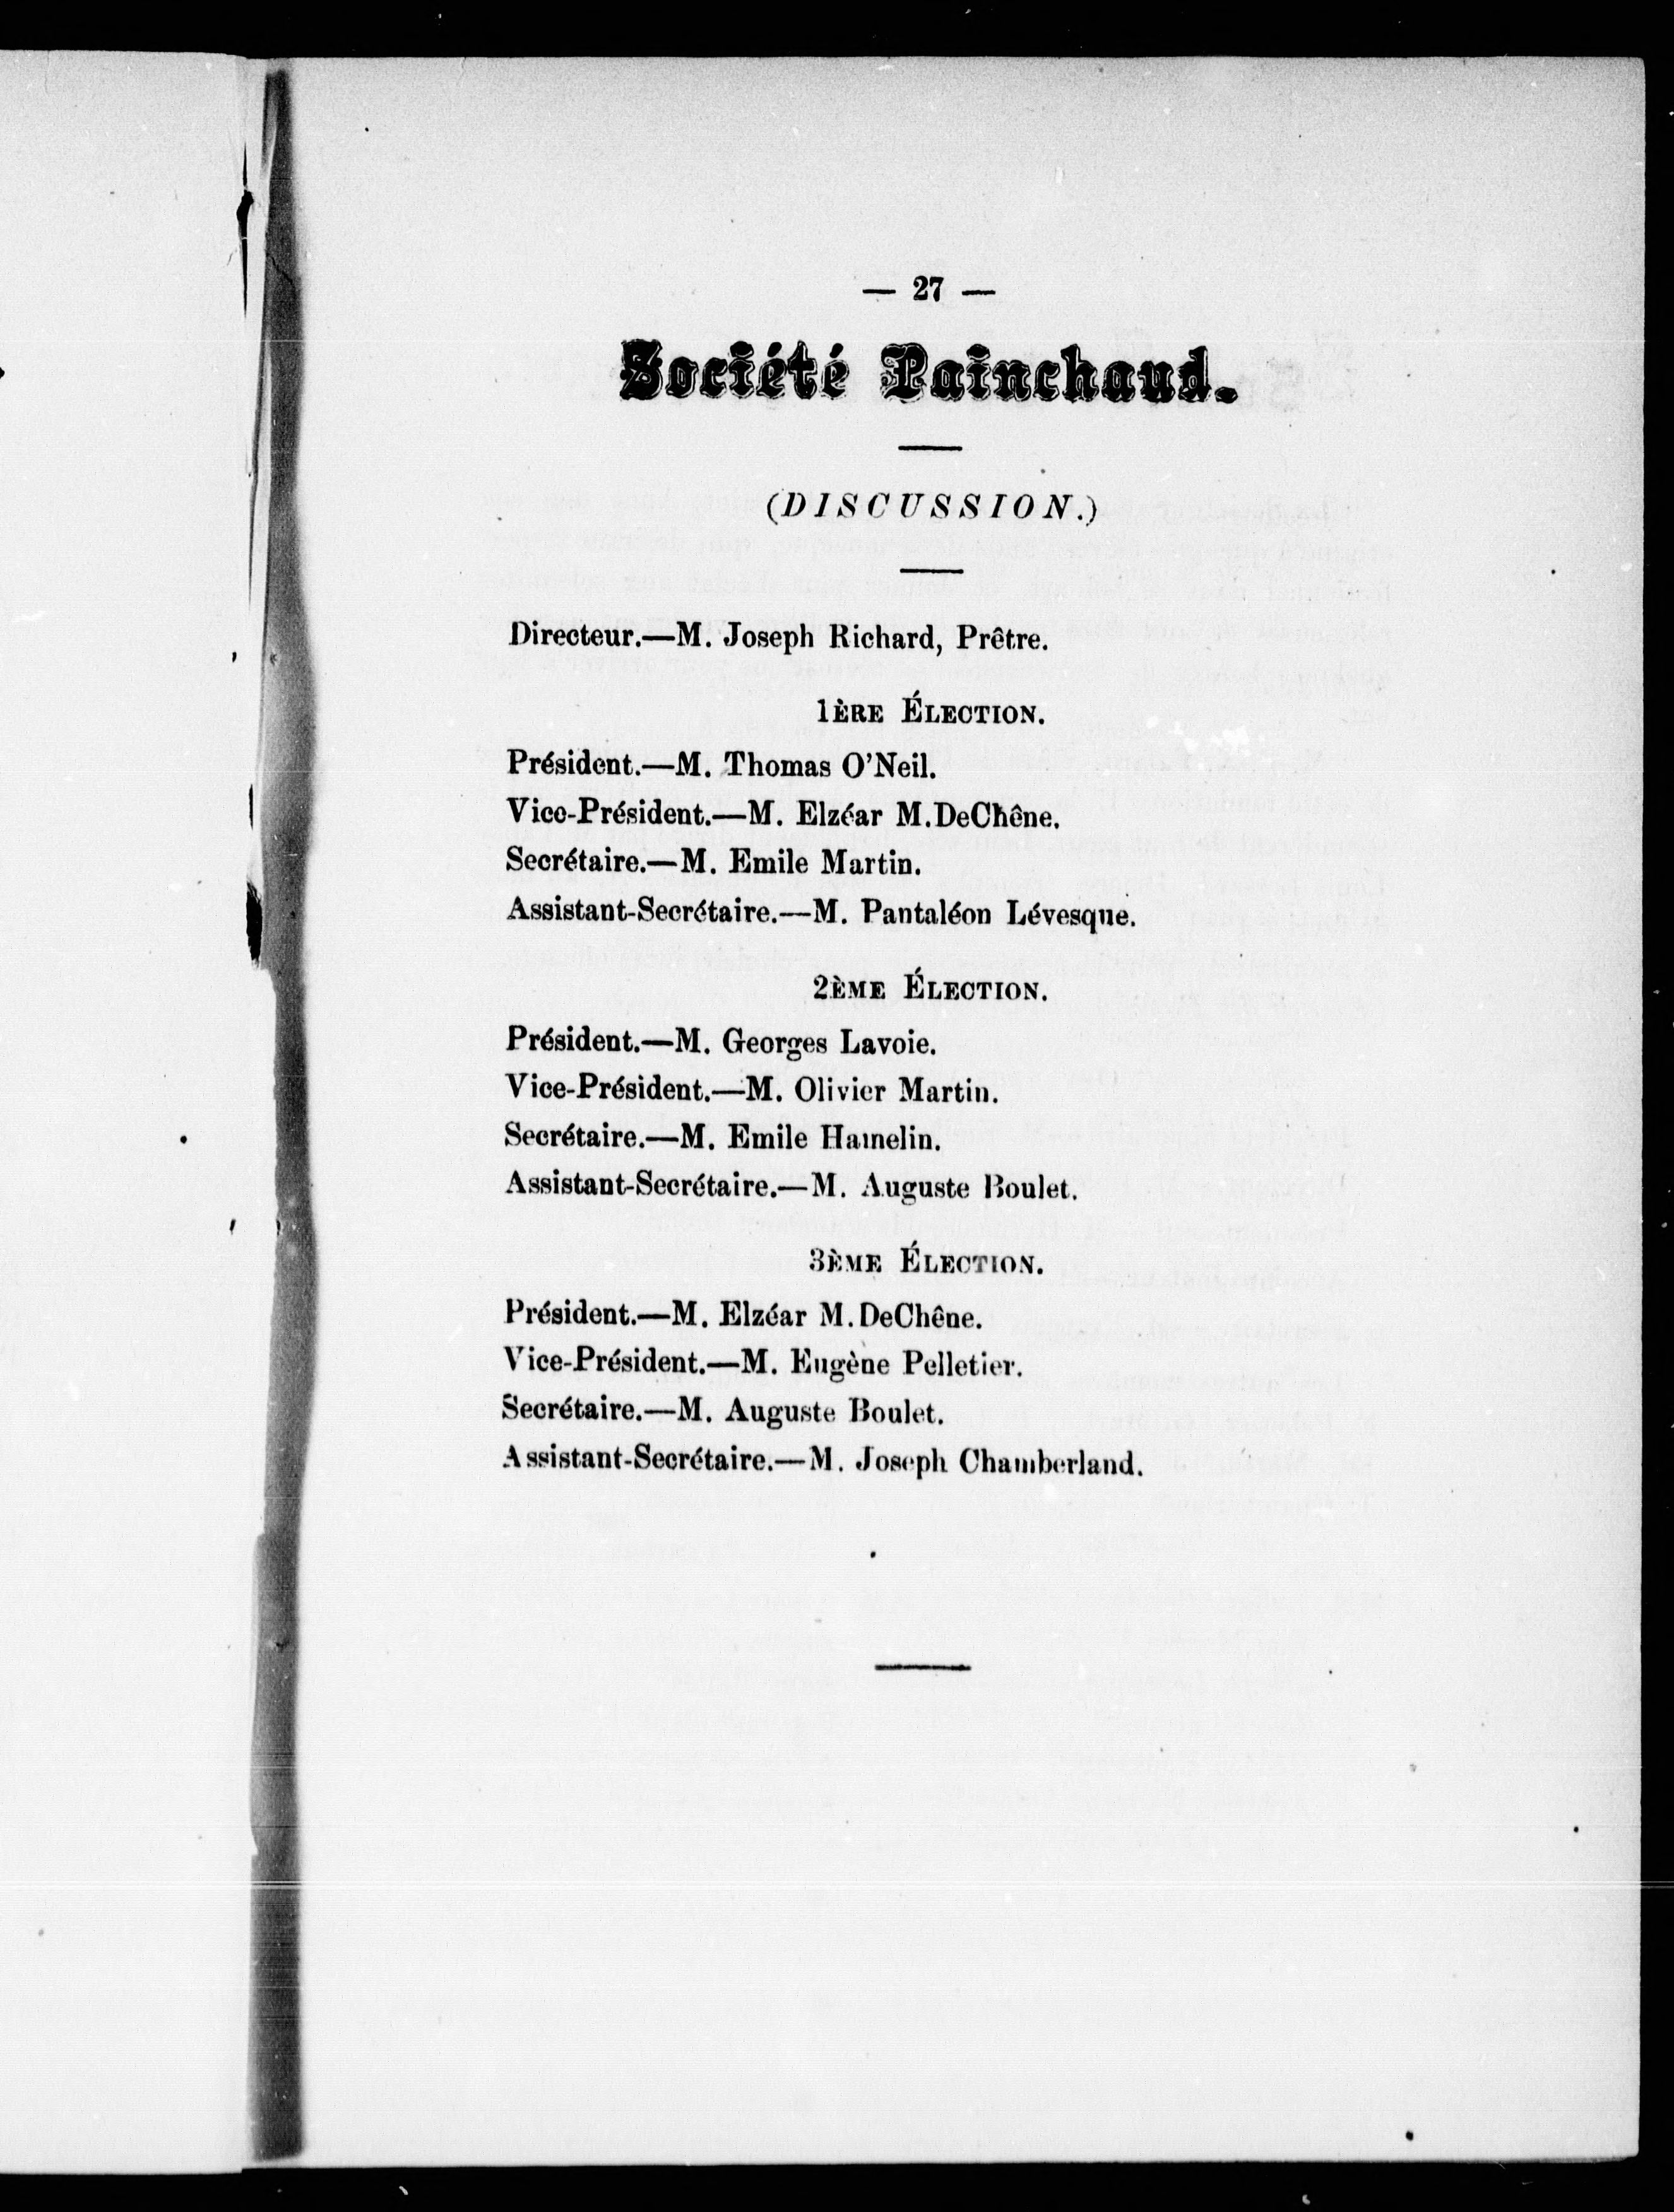 — 27 —
Société Painchaud.
(DISCUSSION.)
Directeur.—M. Joseph Richard, Prêtre.
1ÈRE ÉLECTION.
Président.—M. Thomas O'Neil.
Vice-Président.—M. Elzéar M.DeChêne.
Secrétaire.—M. Emile Martin.
Assistant-Secrétaire.—M. Pantaléon Lévesque.
2ÈME ÉLECTION.
Président.—M. Georges Lavoie.
Vice-Président.—M. Olivier Martin.
Secrétaire.—M. Emile Hamelin.
Assistant-Secrétaire.—M. Auguste Boulet.
3ÈME ÉLECTION.
Président.—M. Elzéar M.DeChêne.
Vice-Président.—M. Eugène Pelletier.
Secrétaire.—M. Auguste Boulet.
Assistant-Secrétaire.—M. Joseph Chamberland.